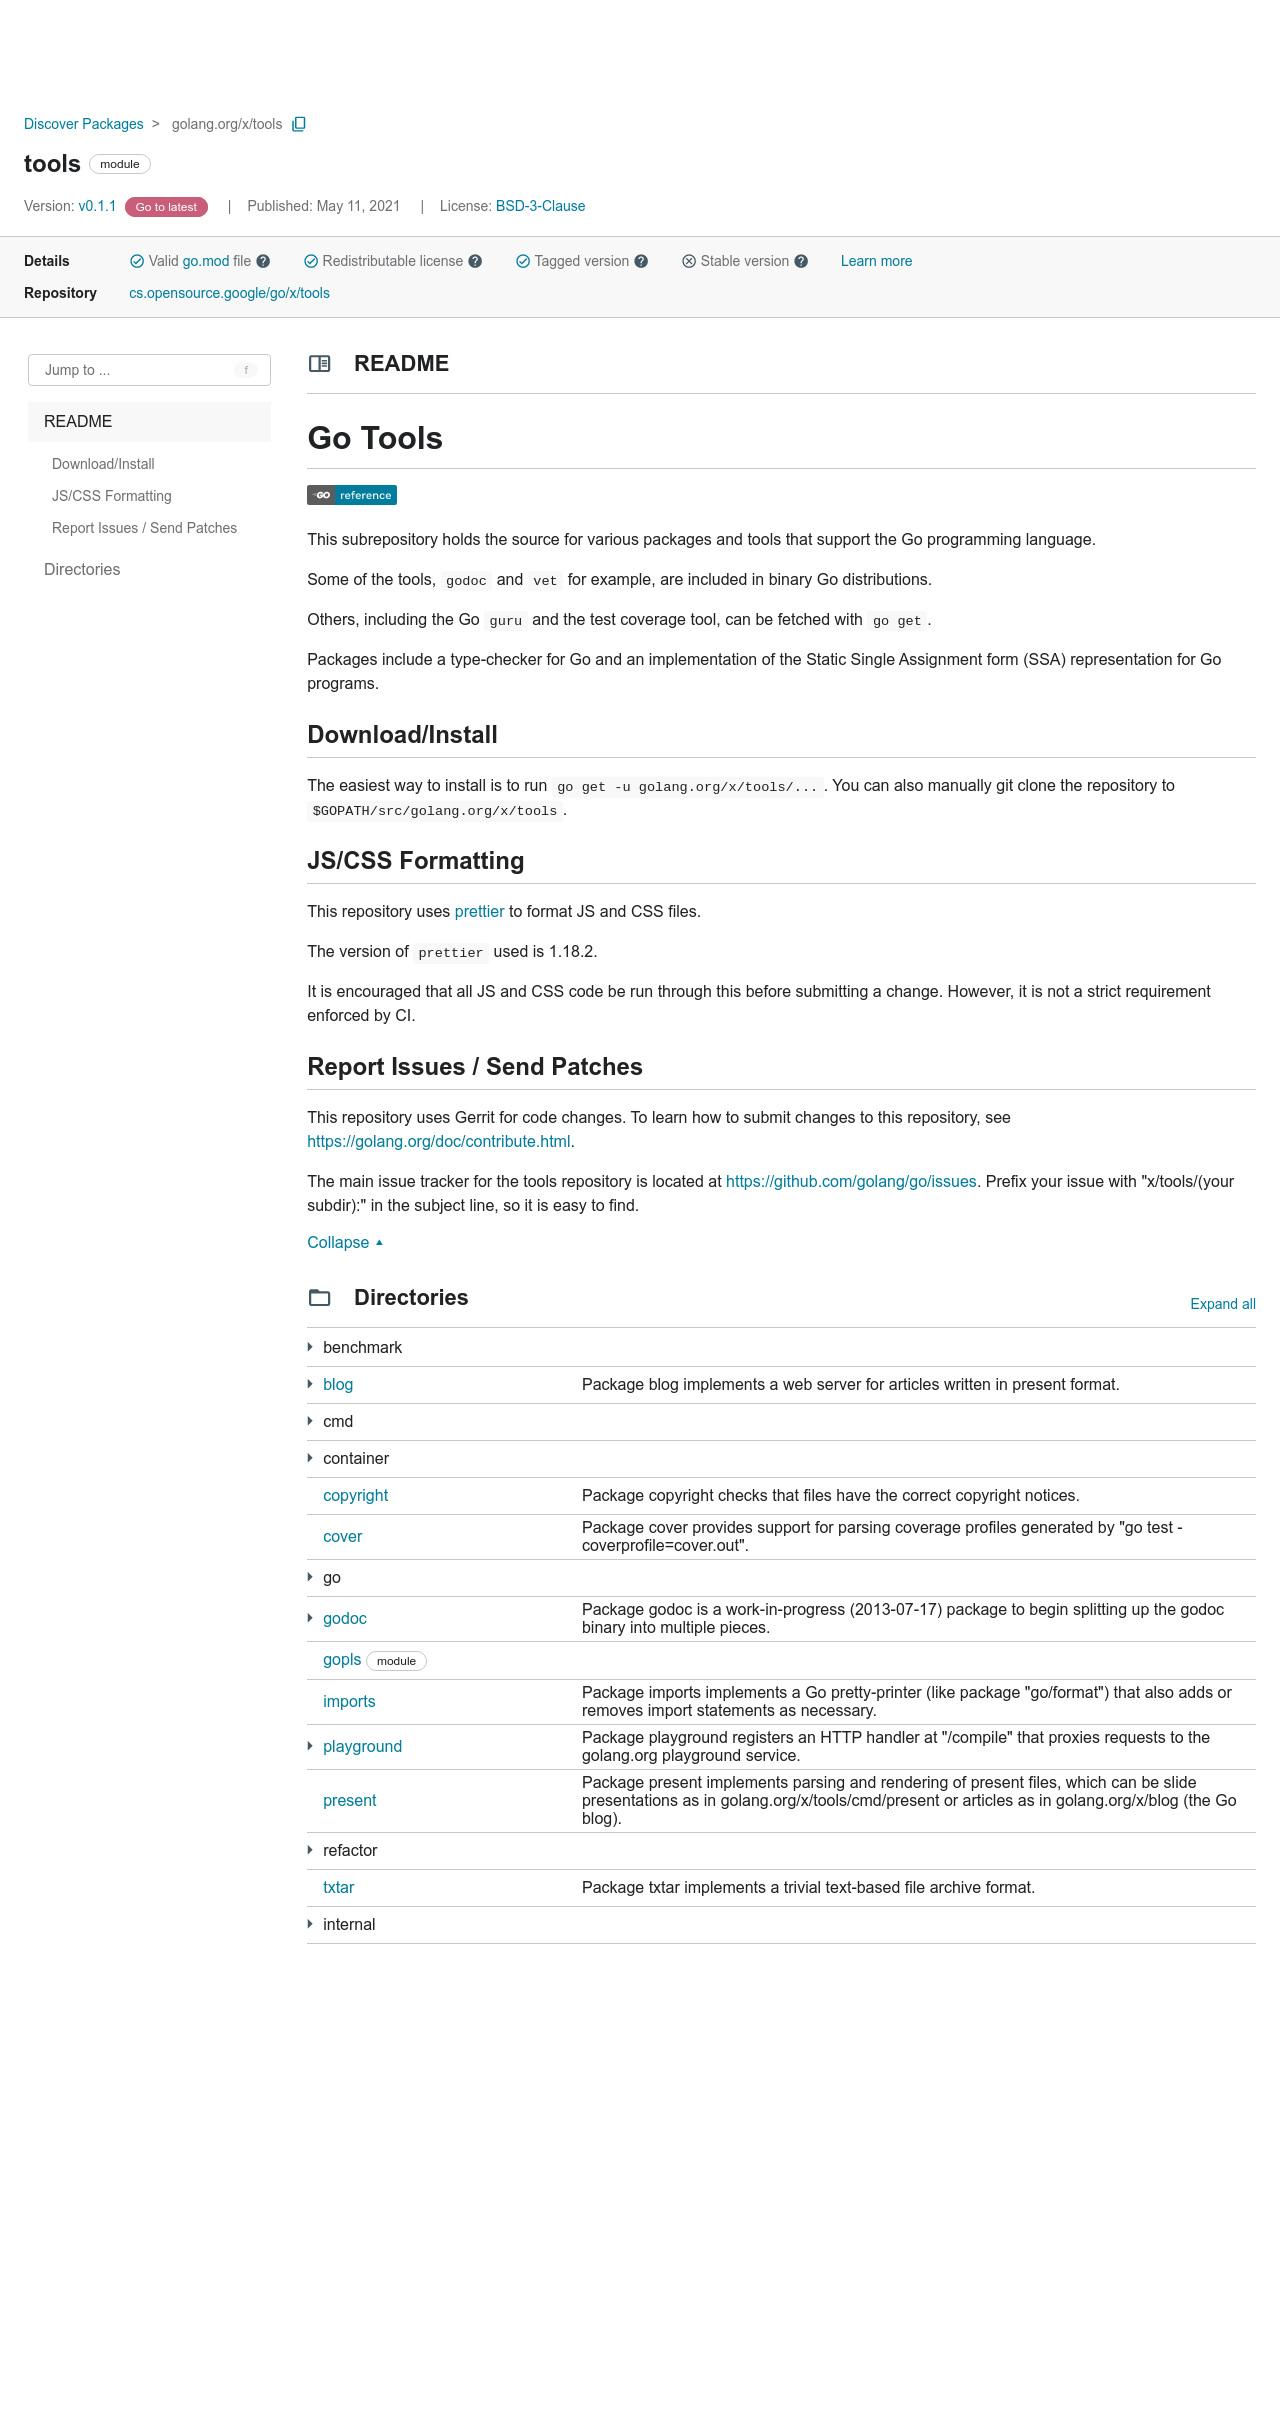 Discover Packages > golang.org/x/tools
tools module
Version: v0.1.1 Go to latest | Published: May 11, 2021 | License: BSD-3-Clause
Details Valid go.mod file Redistributable license Tagged version Stable version Learn more
Repository cs.opensource.google/go/x/tools
Jump to ... f
README
Download/Install
JS/CSS Formatting
Report Issues / Send Patches
Directories
README
Go Tools
GO reference
This subrepository holds the source for various packages and tools that support the Go programming language.
Some of the tools, godoc and vet for example, are included in binary Go distributions.
Others, including the Go guru and the test coverage tool, can be fetched with go get.
Packages include a type-checker for Go and an implementation of the Static Single Assignment form (SSA) representation for Go
programs.
Download/Install
The easiest way to install is to run go get -u golang.org/x/tools/.... You can also manually git clone the repository to
$GOPATH/src/golang.org/x/tools.
JS/CSS Formatting
This repository uses prettier to format JS and CSS files.
The version of prettier used is 1.18.2.
It is encouraged that all JS and CSS code be run through this before submitting a change. However, it is not a strict requirement
enforced by CI.
Report Issues / Send Patches
This repository uses Gerrit for code changes. To learn how to submit changes to this repository, see
https://golang.org/doc/contribute.html.
The main issue tracker for the tools repository is located at https://github.com/golang/go/issues. Prefix your issue with "x/tools/(your
subdir):" in the subject line, so it is easy to find.
Collapse
Directories Expand all
benchmark
blog Package blog implements a web server for articles written in present format.
cmd
container
copyright Package copyright checks that files have the correct copyright notices.
cover Package cover provides support for parsing coverage profiles generated by "go test -
coverprofile=cover.out".
go
godoc Package godoc is a work-in-progress (2013-07-17) package to begin splitting up the godoc
binary into multiple pieces.
gopls module
imports Package imports implements a Go pretty-printer (like package "go/format") that also adds or
removes import statements as necessary.
playground Package playground registers an HTTP handler at "/compile" that proxies requests to the
golang.org playground service.
present Package present implements parsing and rendering of present files, which can be slide
presentations as in golang.org/x/tools/cmd/present or articles as in golang.org/x/blog (the Go
blog).
refactor
txtar Package txtar implements a trivial text-based file archive format.
internal